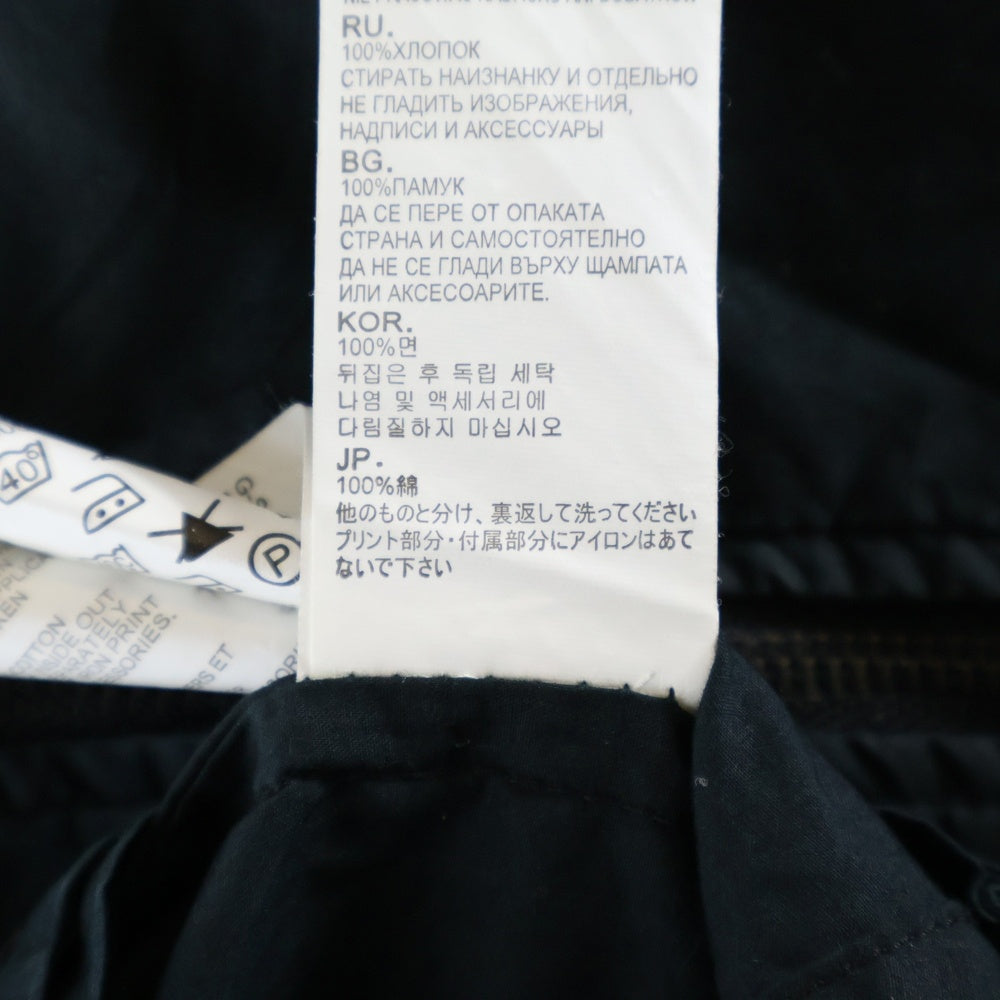 RU.
100%ХЛОПОК
СТИРАТЬ НАИЗНАНКУ И ОТДЕЛЬНО
НЕ ГЛАДИТЬ ИЗОБРАЖЕНИЯ,
НАДПИСИ И АКСЕССУАРЫ
BG.
100%ПАМУК
ДА СЕ ПЕРЕ ОТ ОПАКАТА
СТРАНА И САМОСТОЯТЕЛНО
ДА НЕ СЕ ГЛАДИ ВЪРХУ ЩАМПАТА
ИЛИ АКСЕСОАРИТЕ.
KOR.
100%면
뒤집은 후 독립 세탁
나염 및 액세서리에
다림질하지 마십시오
JP.
100%綿
他のものと分け、裏返して洗ってください
プリント部分・付属部分にアイロンはあて
ないで下さい
40°
P
OUT
PRINT